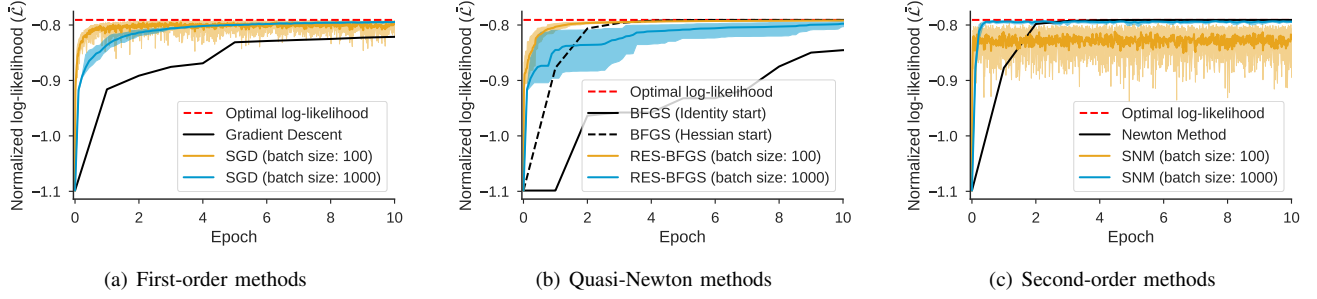 Normalized log-likelihood (ℒ̄)
−0.8
−0.9
−1.0
−1.1
Optimal log-likelihood
Gradient Descent
SGD (batch size: 100)
SGD (batch size: 1000)
0 2 4 6 8 10
Epoch
(a) First-order methods
Normalized log-likelihood (ℒ̄)
−0.8
−0.9
−1.0
−1.1
Optimal log-likelihood
BFGS (Identity start)
BFGS (Hessian start)
RES-BFGS (batch size: 100)
RES-BFGS (batch size: 1000)
0 2 4 6 8 10
Epoch
(b) Quasi-Newton methods
Normalized log-likelihood (ℒ̄)
−0.8
−0.9
−1.0
−1.1
Optimal log-likelihood
Newton Method
SNM (batch size: 100)
SNM (batch size: 1000)
0 2 4 6 8 10
Epoch
(c) Second-order methods